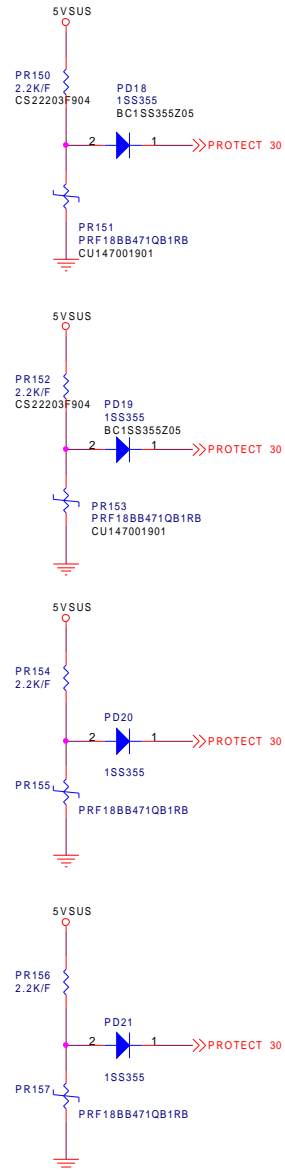 5VSUS
PR150
2.2K/F
CS22203F904
PD18
1SS355
BC1SS355Z05
2
1
PROTECT 30
PR151
PRF18BB471QB1RB
CU147001901
5VSUS
PR152
2.2K/F
CS22203F904
PD19
1SS355
BC1SS355Z05
2
1
PROTECT 30
PR153
PRF18BB471QB1RB
CU147001901
5VSUS
PR154
2.2K/F
PD20
2
1
PROTECT 30
1SS355
PR155
PRF18BB471QB1RB
5VSUS
PR156
2.2K/F
PD21
2
1
PROTECT 30
1SS355
PR157
PRF18BB471QB1RB